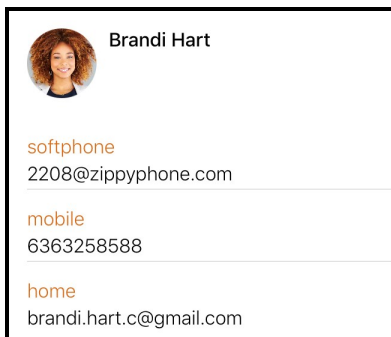 Brandi Hart
softphone
2208@zippyphone.com
mobile
6363258588
home
brandi.hart.c@gmail.com